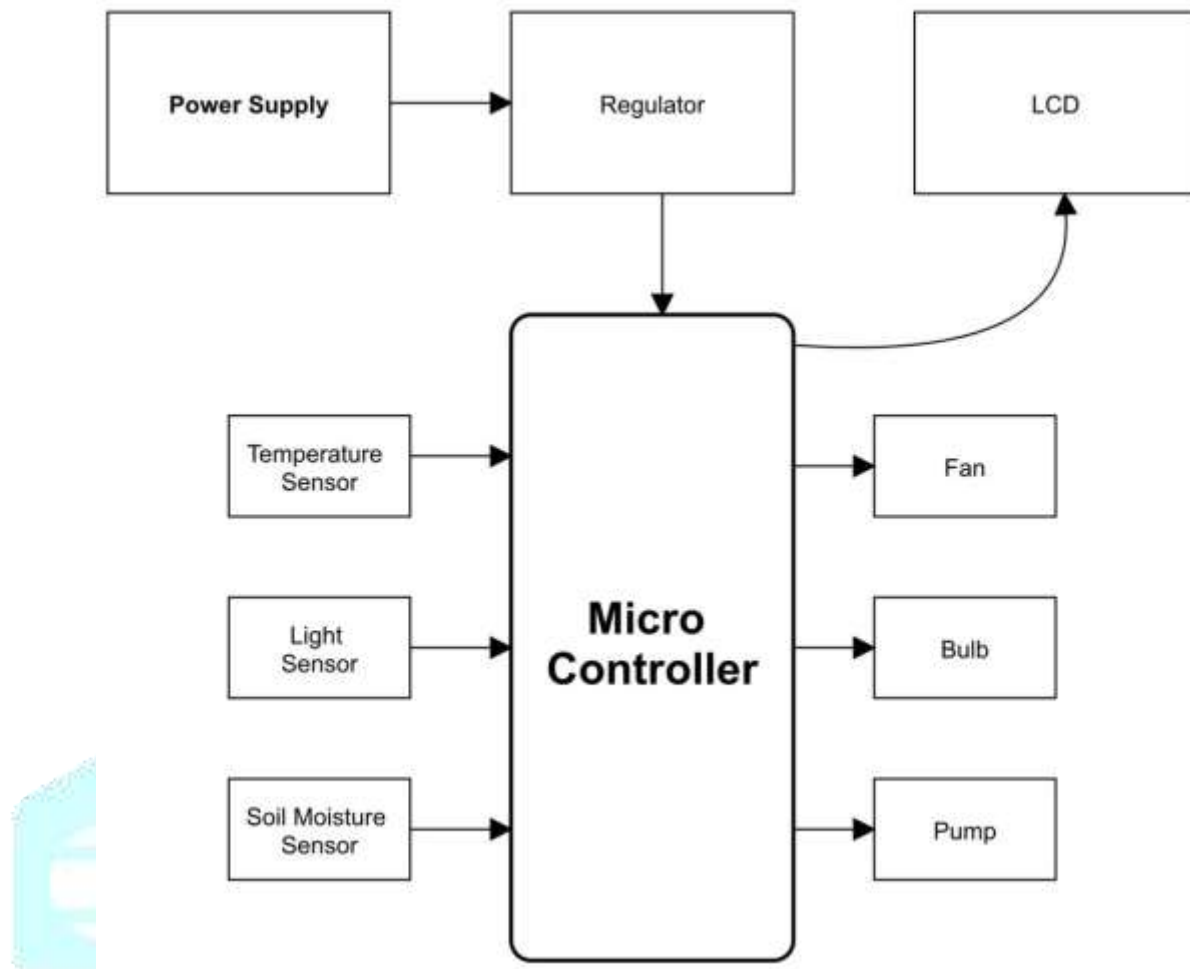 Power Supply
Regulator
LCD
Temperature
Sensor
Fan
Micro
Controller
Light
Sensor
Bulb
Soil Moisture
Sensor
Pump